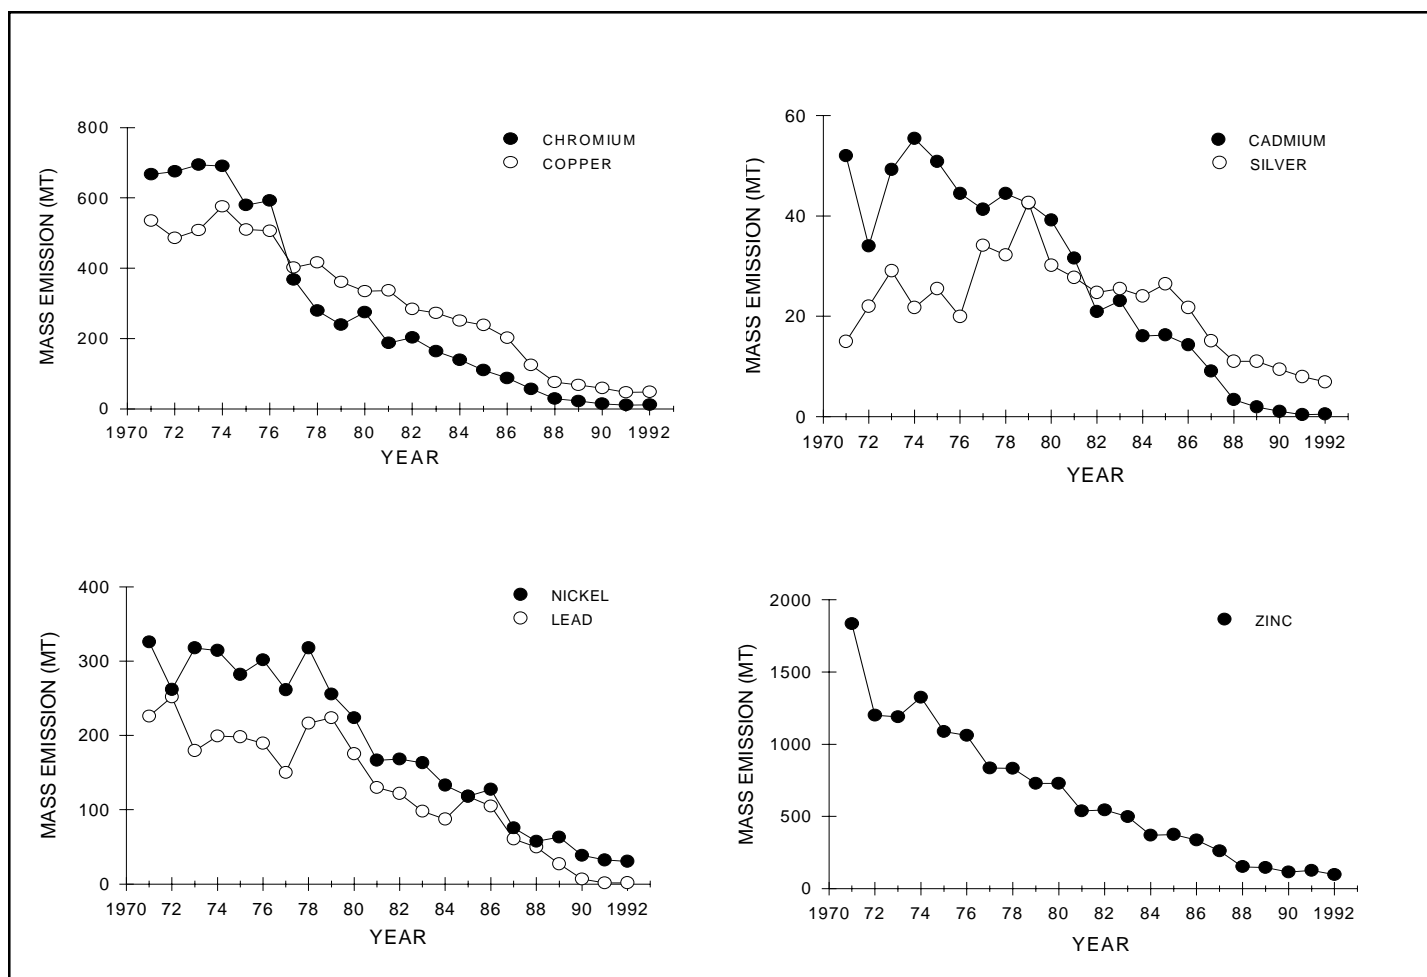 800
600
400
200
0
MASS EMISSION (MT)
CHROMIUM
COPPER
1970 72 74 76 78 80 82 84 86 88 90 1992
YEAR
60
40
20
0
MASS EMISSION (MT)
CADMIUM
SILVER
1970 72 74 76 78 80 82 84 86 88 90 1992
YEAR
400
300
200
100
0
MASS EMISSION (MT)
NICKEL
LEAD
1970 72 74 76 78 80 82 84 86 88 90 1992
YEAR
2000
1500
1000
500
0
MASS EMISSION (MT)
ZINC
1970 72 74 76 78 80 82 84 86 88 90 1992
YEAR